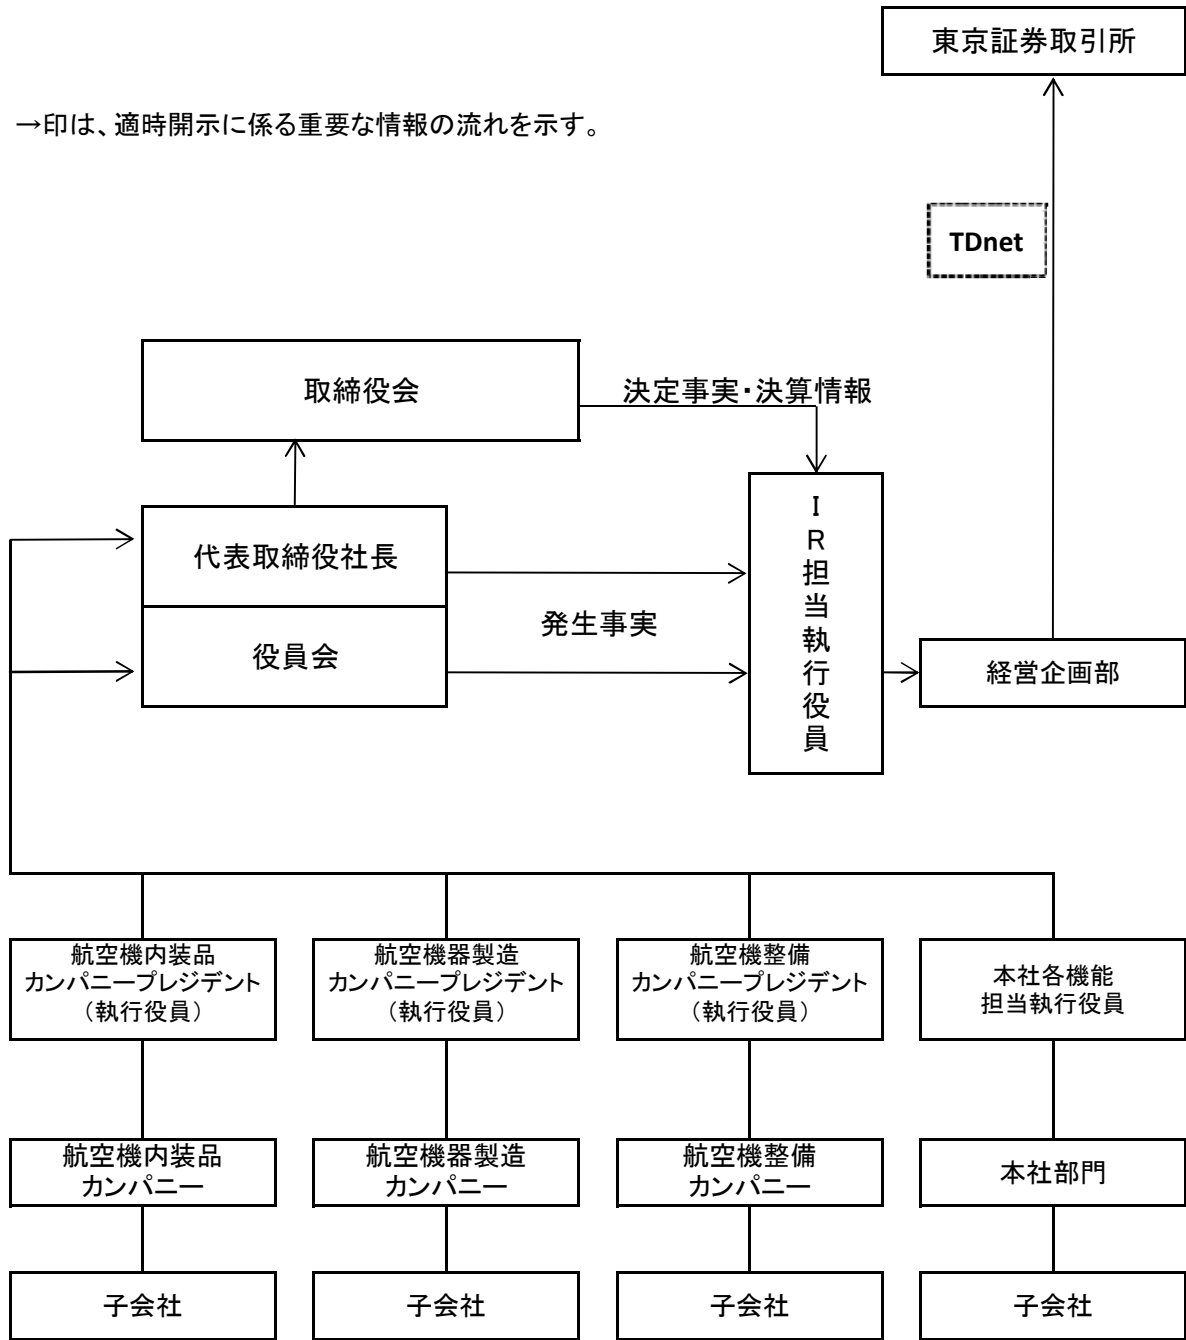 東京証券取引所
→印は、適時開示に係る重要な情報の流れを示す。
TDnet
取締役会
決定事実・決算情報
代表取締役社長
役員会
発生事実
ＩＲ担当執行役員
経営企画部
航空機内装品
カンパニープレジデント
（執行役員）
航空機器製造
カンパニープレジデント
（執行役員）
航空機整備
カンパニープレジデント
（執行役員）
本社各機能
担当執行役員
航空機内装品
カンパニー
航空機器製造
カンパニー
航空機整備
カンパニー
本社部門
子会社
子会社
子会社
子会社